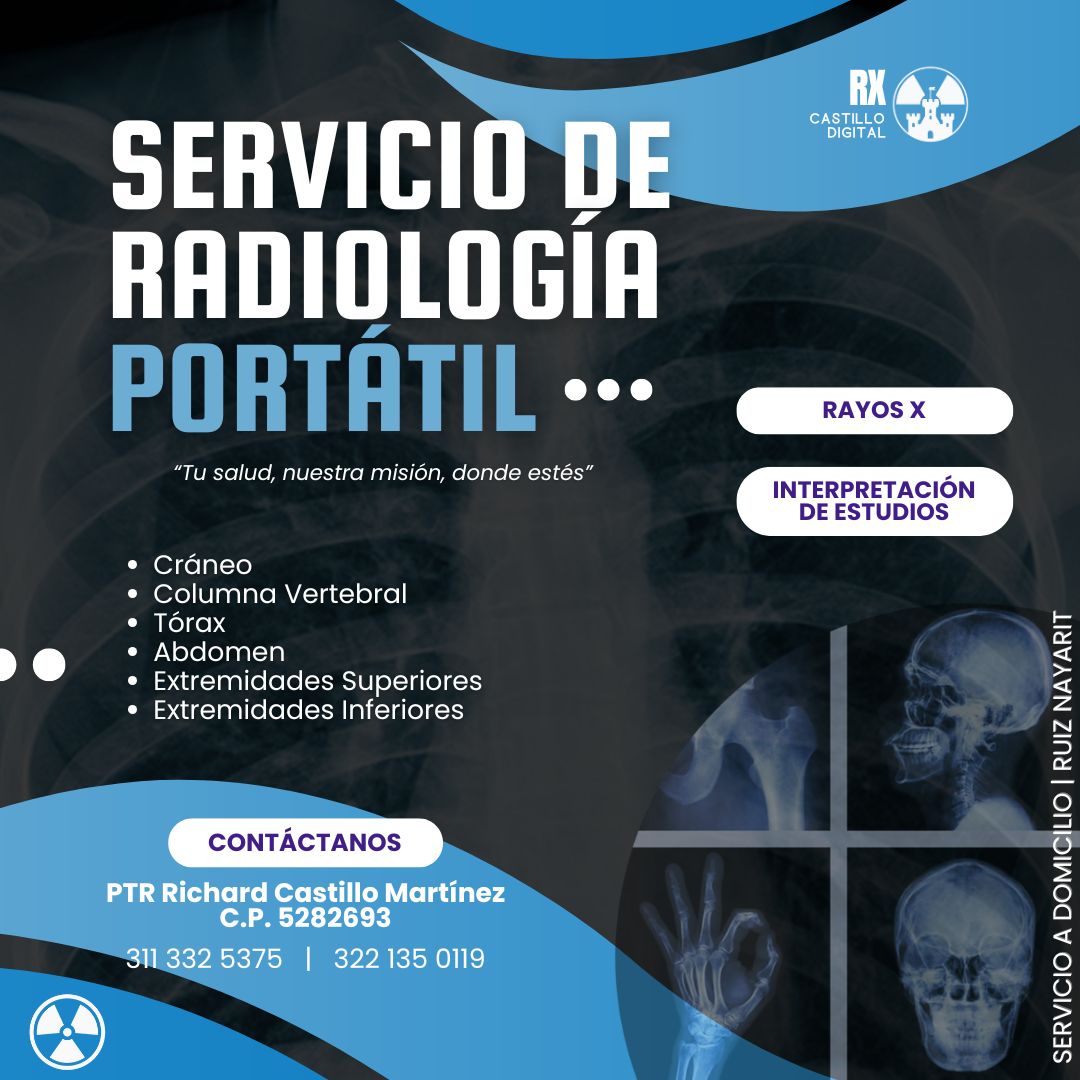 RX
CASTILLO
DIGITAL
SERVICIO DE
RADIOLOGÍA
PORTÁTIL
“Tu salud, nuestra misión, donde estés”
RAYOS X
INTERPRETACIÓN
DE ESTUDIOS
• Cráneo
• Columna Vertebral
• Tórax
• Abdomen
• Extremidades Superiores
• Extremidades Inferiores
SERVICIO A DOMICILIO | RUIZ NAYARIT
CONTÁCTANOS
PTR Richard Castillo Martínez
C.P. 5282693
311 332 5375 | 322 135 0119